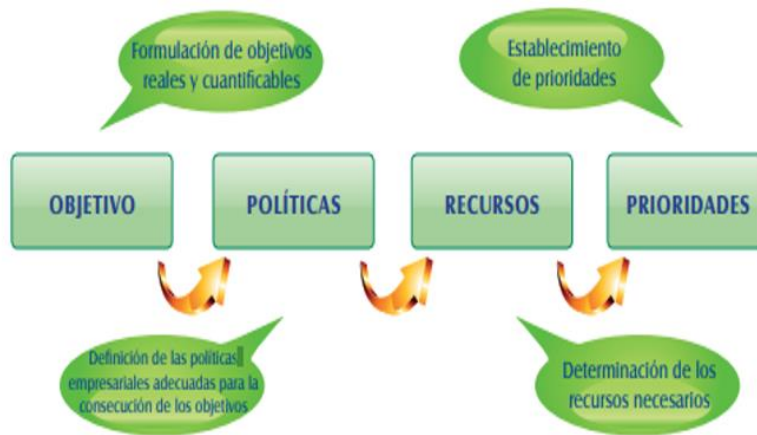 Formulación de objetivos
reales y cuantificables
Establecimiento
de prioridades
OBJETIVO
POLÍTICAS
RECURSOS
PRIORIDADES
Definición de las políticas
empresariales adecuadas para la
consecución de los objetivos
Determinación de los
recursos necesarios